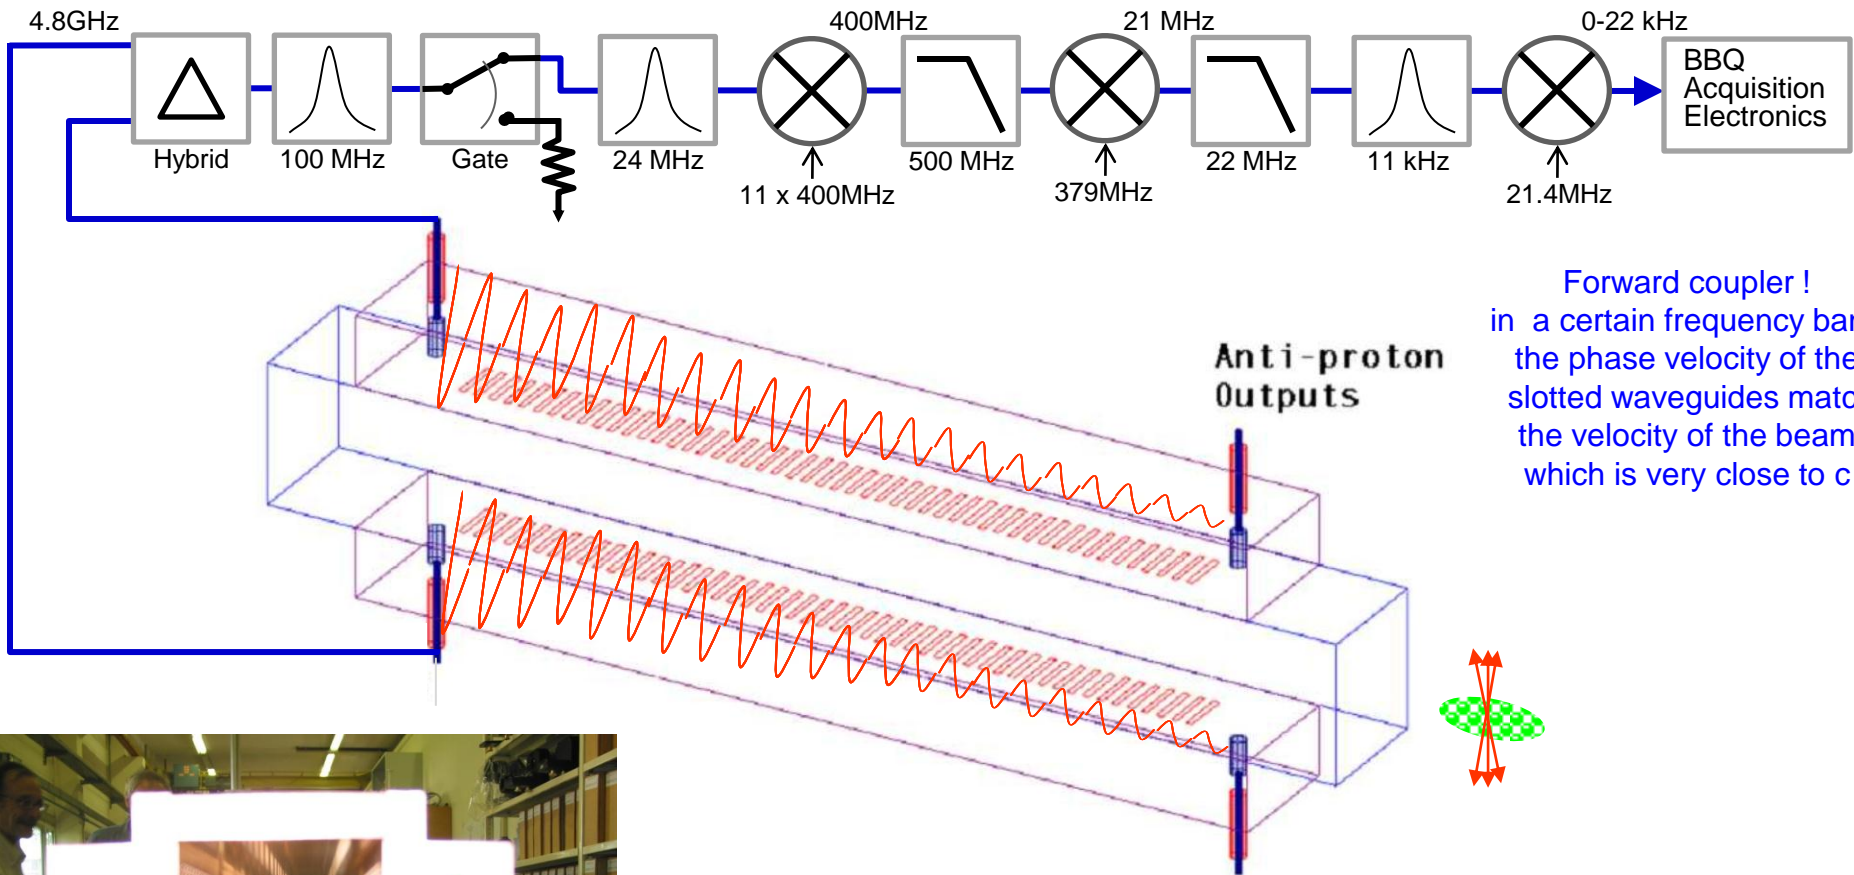 4.8GHz
400MHz
21 MHz
0-22 kHz
BBQ
Acquisition
Electronics
Hybrid
100 MHz
Gate
24 MHz
500 MHz
22 MHz
11 kHz
11 x 400MHz
379MHz
21.4MHz
Forward coupler !
in a certain frequency
the phase velocity of the
slotted waveguides
the velocity of the beam
which is very close to c
Anti-proton
Outputs